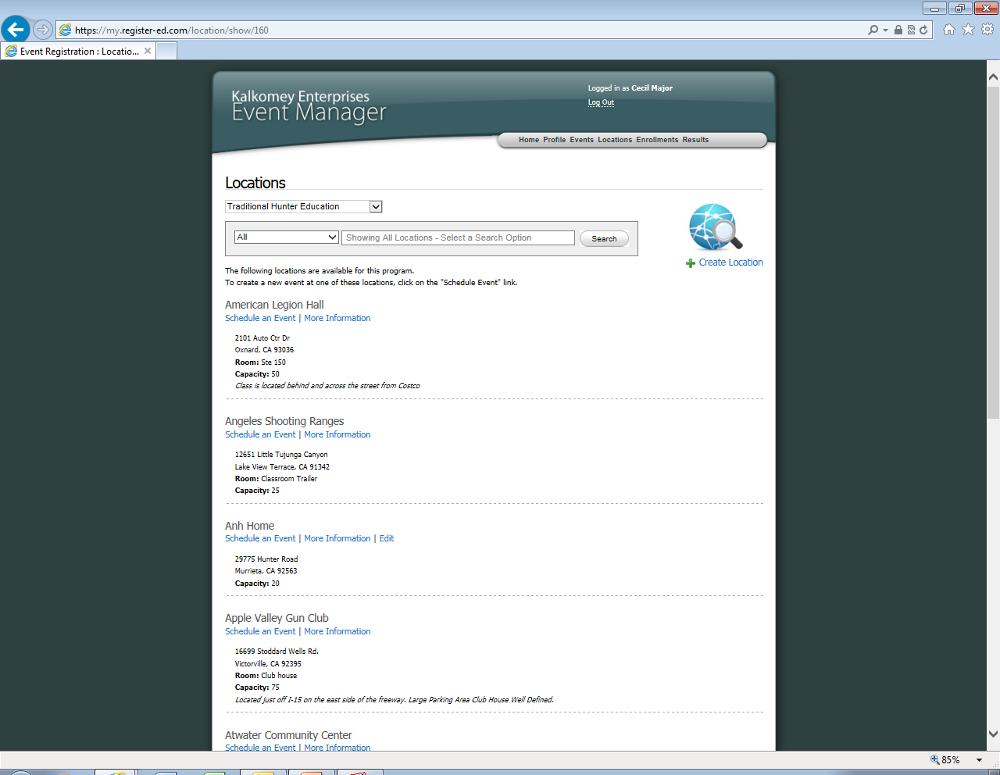 https://my.register-ed.com/location/show/160
Event Registration : Locatio...
Kalkomey Enterprises
Event Manager
Logged in as Cecil Major
Log Out
Home Profile Events Locations Enrollments Results
Locations
Traditional Hunter Education
All
Showing All Locations - Select a Search Option
Search
Create Location
The following locations are available for this program.
To create a new event at one of these locations, click on the "Schedule Event" link.
American Legion Hall
Schedule an Event | More Information
2101 Auto Ctr Dr
Oxnard, CA 93036
Room: Ste 150
Capacity: 50
Class is located behind and across the street from Costco
Angeles Shooting Ranges
Schedule an Event | More Information
12651 Little Tujunga Canyon
Lake View Terrace, CA 91342
Room: Classroom Trailer
Capacity: 25
Anh Home
Schedule an Event | More Information | Edit
29775 Hunter Road
Murrieta, CA 92563
Capacity: 20
Apple Valley Gun Club
Schedule an Event | More Information
16699 Stoddard Wells Rd.
Victorville, CA 92395
Room: Club house
Capacity: 75
Located just off I-15 on the east side of the freeway. Large Parking Area Club House Well Defined.
Atwater Community Center
Schedule an Event | More Information
85%